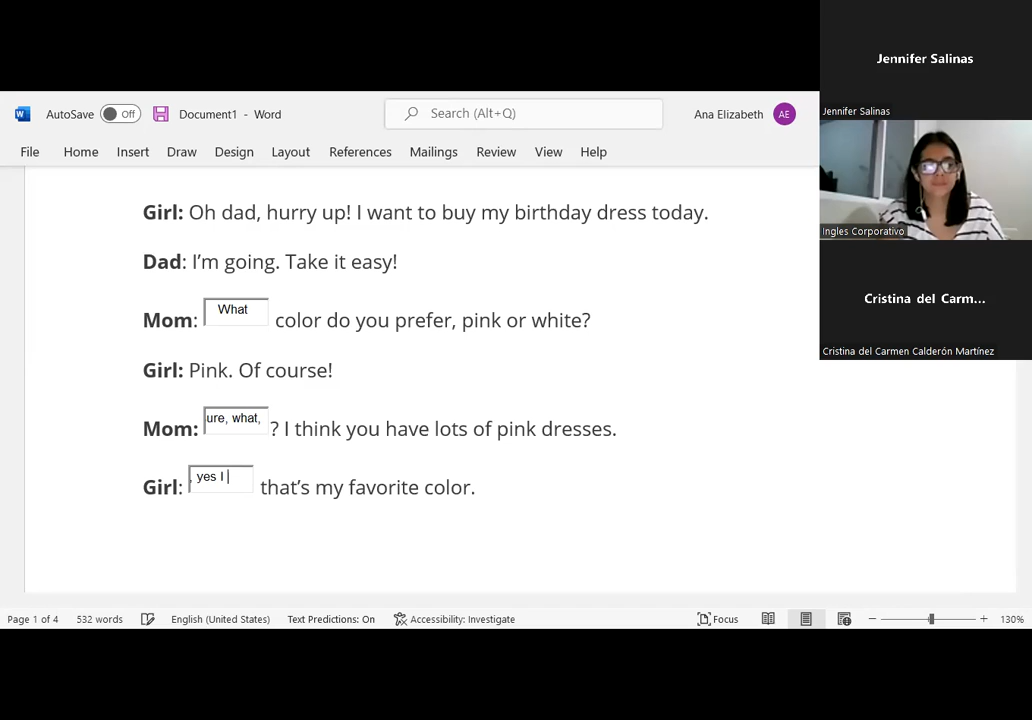 Jennifer Salinas
AutoSave Off Document1 - Word Search (Alt+Q) Ana Elizabeth AE
Jennifer Salinas
File Home Insert Draw Design Layout References Mailings Review View Help
Girl: Oh dad, hurry up! I want to buy my birthday dress today.
Ingles Corporativo
Dad: I'm going. Take it easy!
Mom: What color do you prefer, pink or white?
Cristina del Carm...
Cristina del Carmen Calderón Martínez
Girl: Pink. Of course!
Mom: ure, what, ? I think you have lots of pink dresses.
Girl: , yes I that's my favorite color.
Page 1 of 4 532 words English (United States) Text Predictions: On Accessibility: Investigate Focus 130%